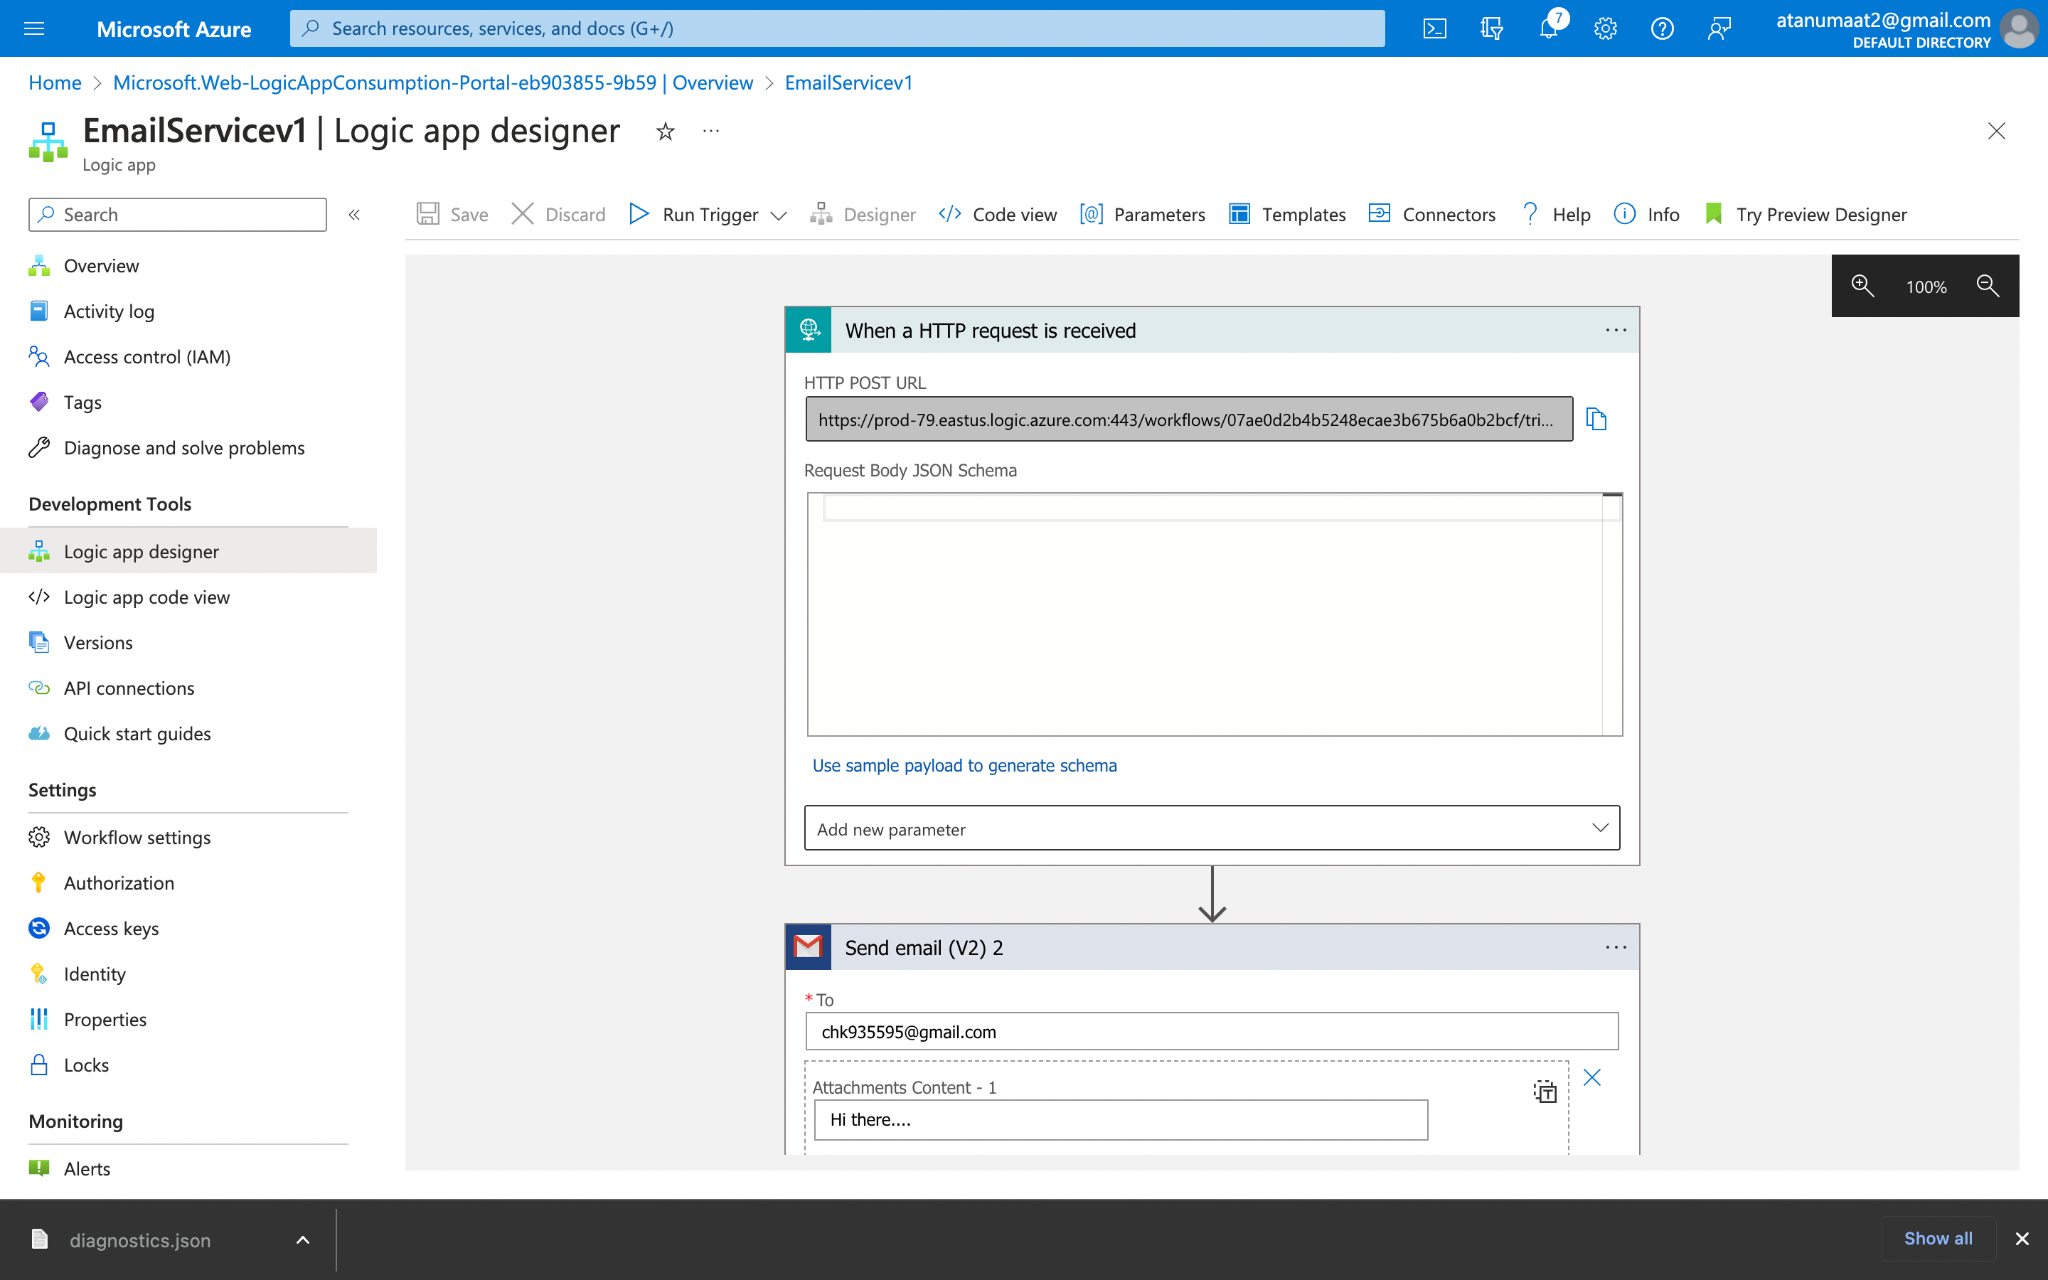 Microsoft Azure
Search resources, services, and docs (G+/)
7
atanumaat2@gmail.com
DEFAULT DIRECTORY
Home > Microsoft.Web-LogicAppConsumption-Portal-eb903855-9b59 | Overview > EmailServicev1
EmailServicev1 | Logic app designer
Logic app
Search
Save
Discard
Run Trigger
Designer
Code view
Parameters
Templates
Connectors
Help
Info
Try Preview Designer
Overview
Activity log
Access control (IAM)
Tags
Diagnose and solve problems
Development Tools
Logic app designer
Logic app code view
Versions
API connections
Quick start guides
Settings
Workflow settings
Authorization
Access keys
Identity
Properties
Locks
Monitoring
Alerts
100%
When a HTTP request is received
HTTP POST URL
https://prod-79.eastus.logic.azure.com:443/workflows/07ae0d2b4b5248ecae3b675b6a0b2bcf/tri...
Request Body JSON Schema
Use sample payload to generate schema
Add new parameter
Send email (V2) 2
* To
chk935595@gmail.com
Attachments Content - 1
Hi there....
diagnostics.json
Show all